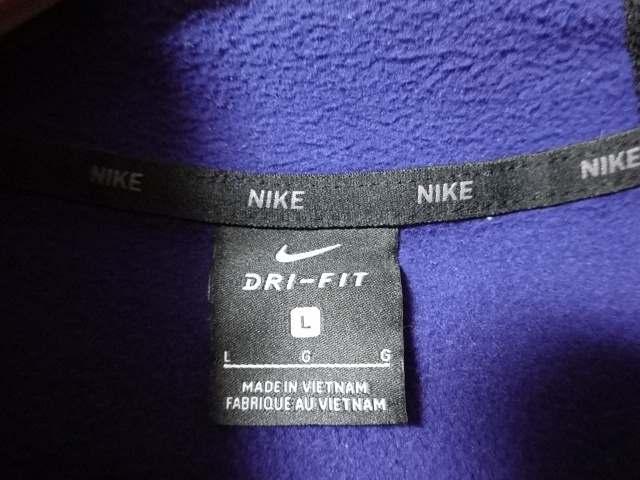 NIKE NIKE NIKE NIKE
DRI-FIT
L
L G G
MADE IN VIETNAM
FABRIQUE AU VIETNAM